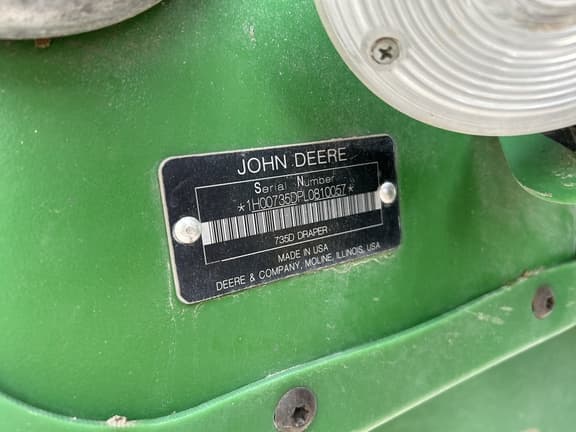 JOHN DEERE
Serial Number
*1H00735DPL0810057*
735D DRAPER
MADE IN USA
DEERE & COMPANY, MOLINE, ILLINOIS, USA